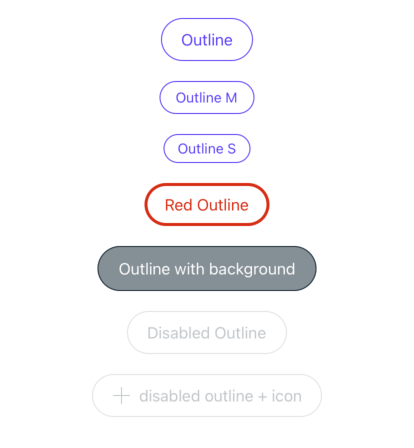 Outline
Outline M
Outline S
Red Outline
Outline with background
Disabled Outline
disabled outline + icon